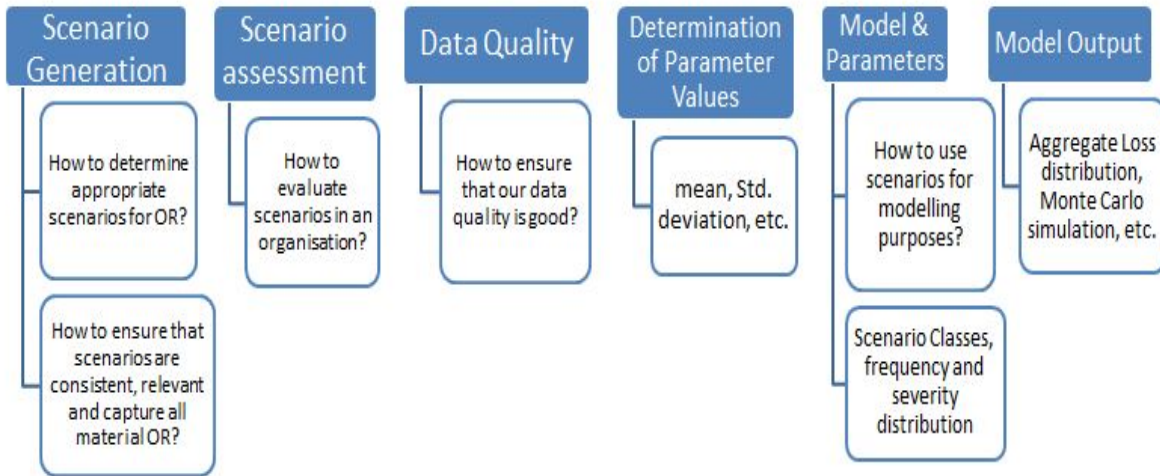 Scenario
Generation
How to determine
appropriate
scenarios for OR?
How to ensure that
scenarios are
consistent, relevant
and capture all
material OR?
Scenario
assessment
How to
evaluate
scenarios in an
organisation?
Data Quality
How to ensure
that our data
quality is good?
Determination
of Parameter
Values
mean, Std.
deviation, etc.
Model &
Parameters
How to use
scenarios for
modelling
purposes?
Scenario Classes,
frequency and
severity
distribution
Model Output
Aggregate Loss
distribution,
Monte Carlo
simulation, etc.